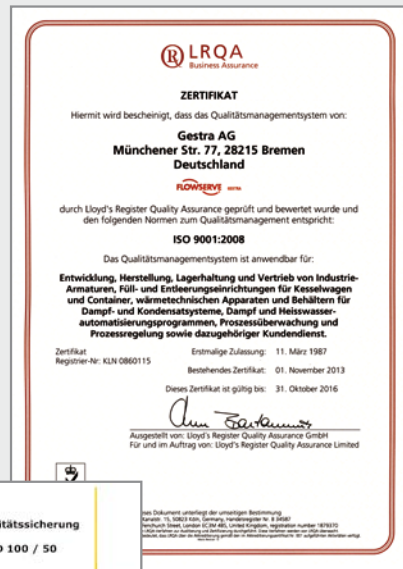 LRQA
Business Assurance
ZERTIFIKAT
Hiermit wird bescheinigt, dass das Qualitätsmanagementsystem von:
Gestra AG
Münchener Str. 77, 28215 Bremen
Deutschland
FLOWSERVE GESTRA
durch Lloyd's Register Quality Assurance geprüft und bewertet wurde und
den folgenden Normen zum Qualitätsmanagement entspricht:
ISO 9001:2008
Das Qualitätsmanagementsystem ist anwendbar für:
Entwicklung, Herstellung, Lagerhaltung und Vertrieb von Industrie-
Armaturen, Füll- und Entleerungseinrichtungen für Kesselwagen
und Container, wärmetechnischen Apparaten und Behältern für
Dampf- und Kondensatsysteme, Dampf und Heisswasser-
automatisierungsprogrammen, Prozessüberwachung und
Prozessregelung sowie dazugehöriger Kundendienst.
Zertifikat
Registrier-Nr: KLN 0860115
Erstmalige Zulassung: 11. März 1987
Bestehendes Zertifikat: 01. November 2013
Dieses Zertifikat ist gültig bis: 31. Oktober 2016
Ausgestellt von: Lloyd's Register Quality Assurance GmbH
Für und im Auftrag von: Lloyd's Register Quality Assurance Limited
Dokument unterliegt der umseitigen Bestimmung
itätssicherung
100 / 50